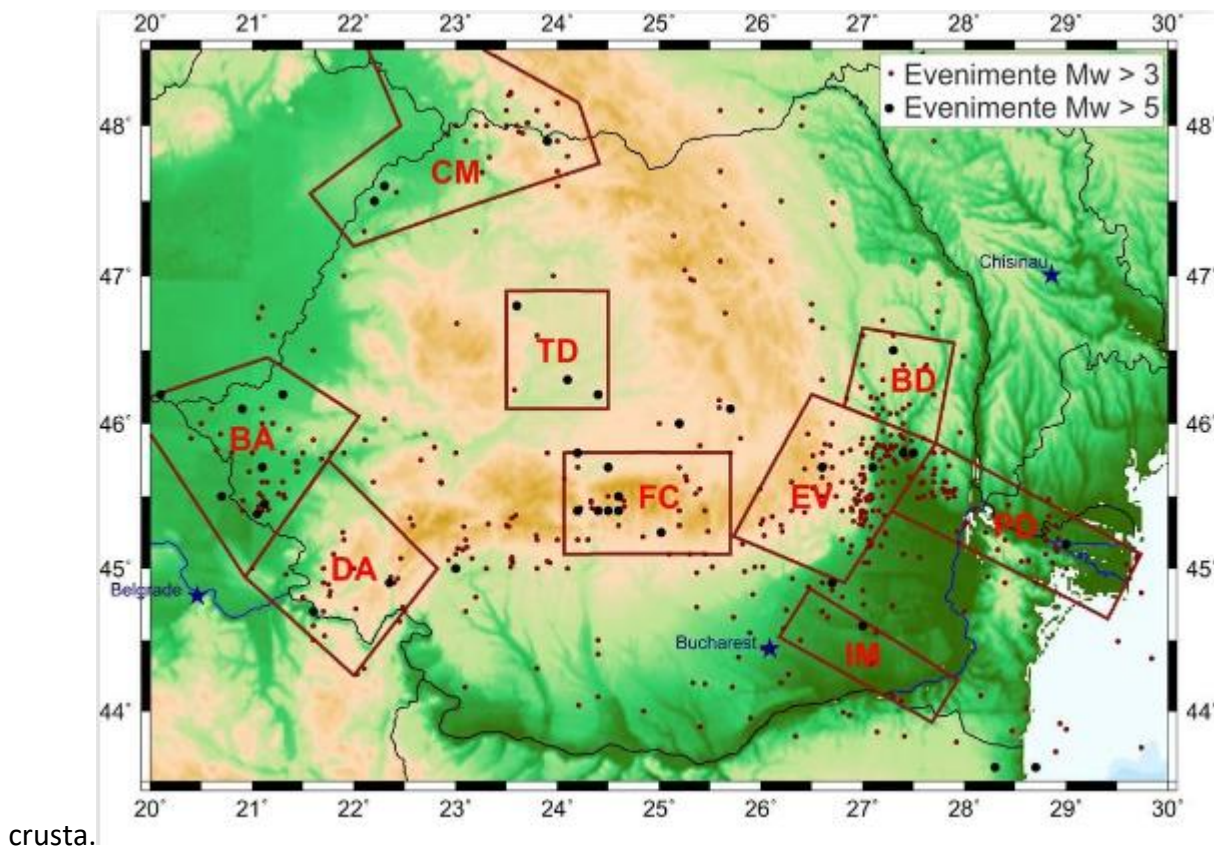 20 21 22 23 24 25 26 27 28 29 30
Evenimente Mw > 3
Evenimente Mw > 5
48 48
CM
47 47
Chisinau
TD
BD
46 46
BA
FC
EV
PD
45 45
DA
Belgrade
Bucharest
IM
44 44
20 21 22 23 24 25 26 27 28 29 30
crusta.